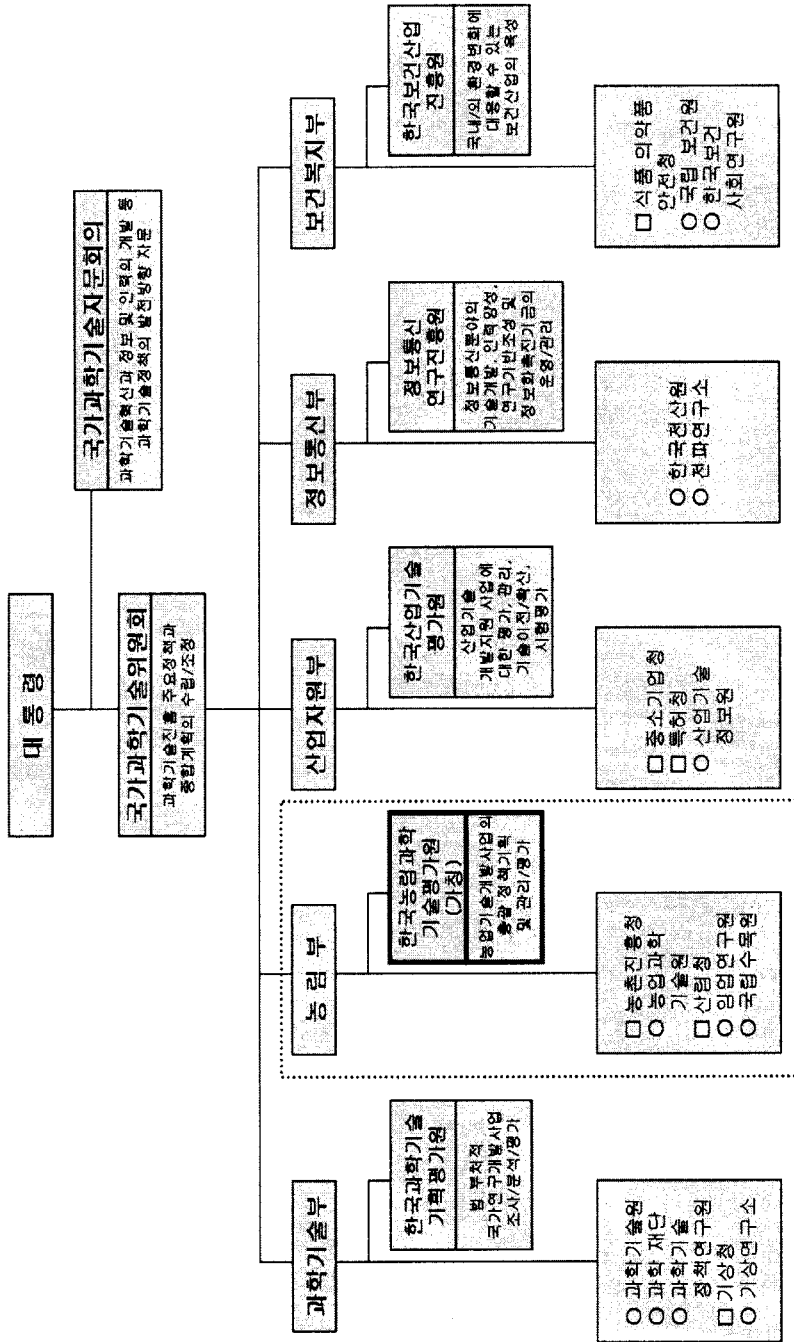 대 통 령
국가과학기술자문회의
과학기술혁신과 정보 및 인력의 개발 등
과학기술정책의 발전방향 자문
국가과학기술위원회
과학기술진흥 주요정책과
종합계획의 수립/조정
과학기술부
한국과학기술
기획평가원
범 부처적
국가연구개발사업
조사/분석/평가
○ 과학기술원
○ 과학 재단
○ 과학기술
정책연구원
□ 기상청
○ 기상연구소
농 림 부
한국농림과학
기술평가원
(가칭)
농업기술개발사업의
총괄 정책기획
및 관리/평가
□ 농촌진흥청
○ 농업과학
기술원
□ 산림청
○ 임업연구원
○ 국립수목원
산업자원부
한국산업기술
평가원
산업기술
개발지원 사업에
대한 평가, 관리,
기술이전/확산,
시험평가
□ 중소기업청
□ 특허청
○ 산업기술
정보원
정보통신부
정보통신
연구진흥원
정보통신분야의
기술개발, 인력양성,
연구기반조성 및
정보화촉진기금의
운영/관리
○ 한국전산원
○ 전파연구소
보건복지부
한국보건산업
진흥원
국내/외 환경변화에
대응할 수 있는
보건산업의 육성
□ 식품 의약품
안전청
○ 국립 보건원
○ 한국보건
사회연구원